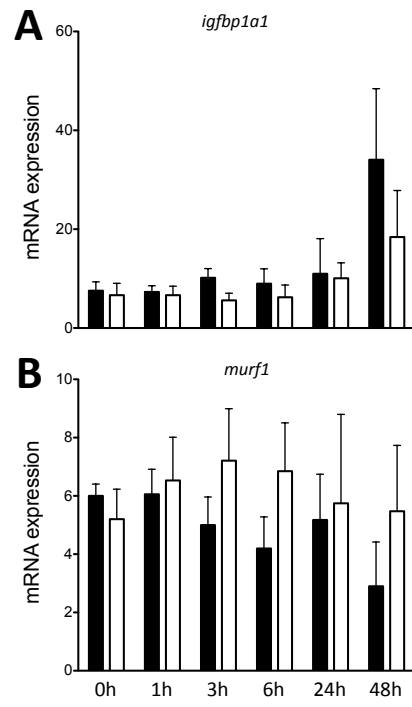 A
igfbp1a1
60
40
20
0
mRNA expression
B
murf1
10
8
6
4
2
0
mRNA expression
0h 1h 3h 6h 24h 48h